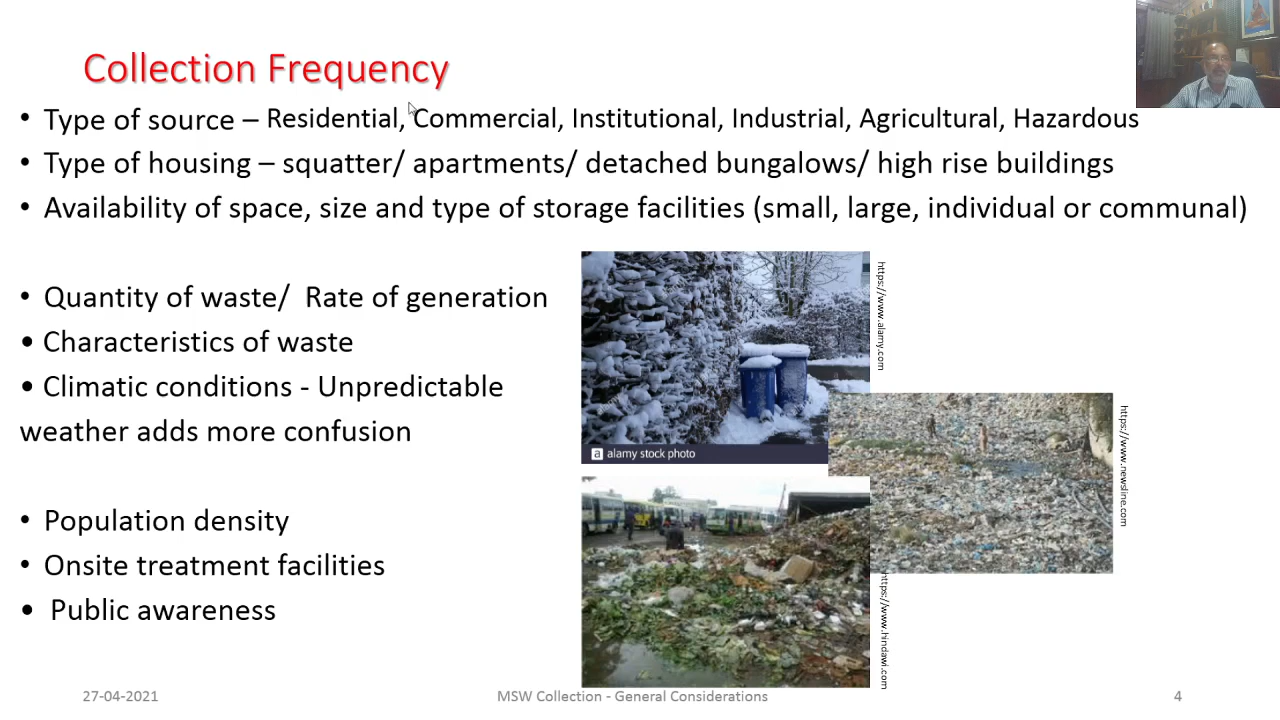 Collection Frequency
• Type of source – Residential, Commercial, Institutional, Industrial, Agricultural, Hazardous
• Type of housing – squatter/ apartments/ detached bungalows/ high rise buildings
• Availability of space, size and type of storage facilities (small, large, individual or communal)
• Quantity of waste/ Rate of generation
• Characteristics of waste
• Climatic conditions - Unpredictable
weather adds more confusion
• Population density
• Onsite treatment facilities
• Public awareness
https://www.alamy.com
a alamy stock photo
https://www.newsline.com
https://www.hindawi.com
27-04-2021
MSW Collection - General Considerations
4